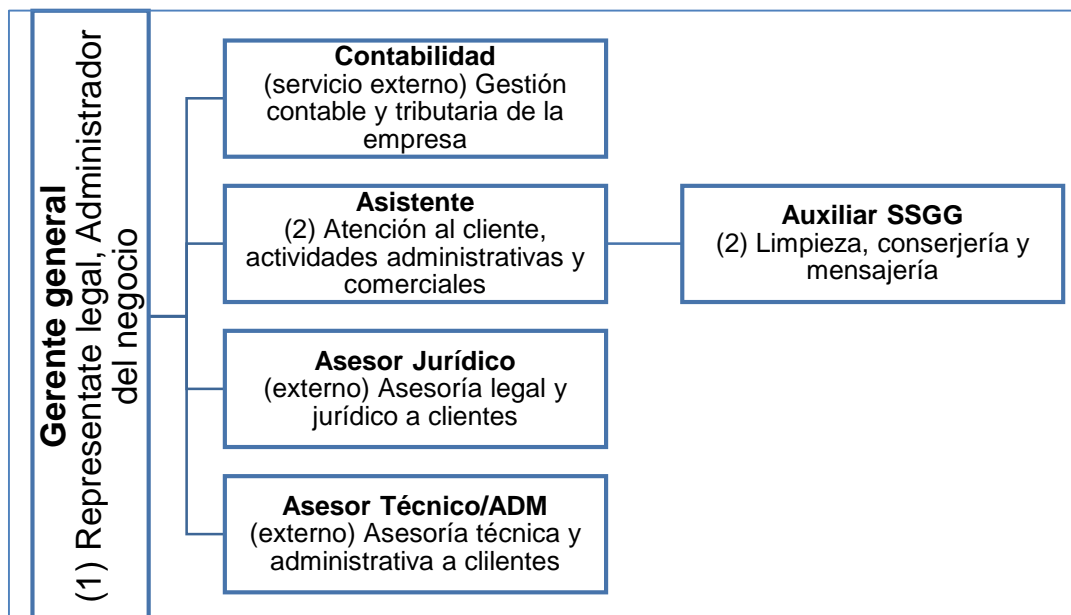 Gerente general
(1) Representate legal, Administrador
del negocio
Contabilidad
(servicio externo) Gestión
contable y tributaria de la
empresa
Asistente
(2) Atención al cliente,
actividades administrativas y
comerciales
Auxiliar SSGG
(2) Limpieza, conserjería y
mensajería
Asesor Jurídico
(externo) Asesoría legal y
jurídico a clientes
Asesor Técnico/ADM
(externo) Asesoría técnica y
administrativa a clilentes